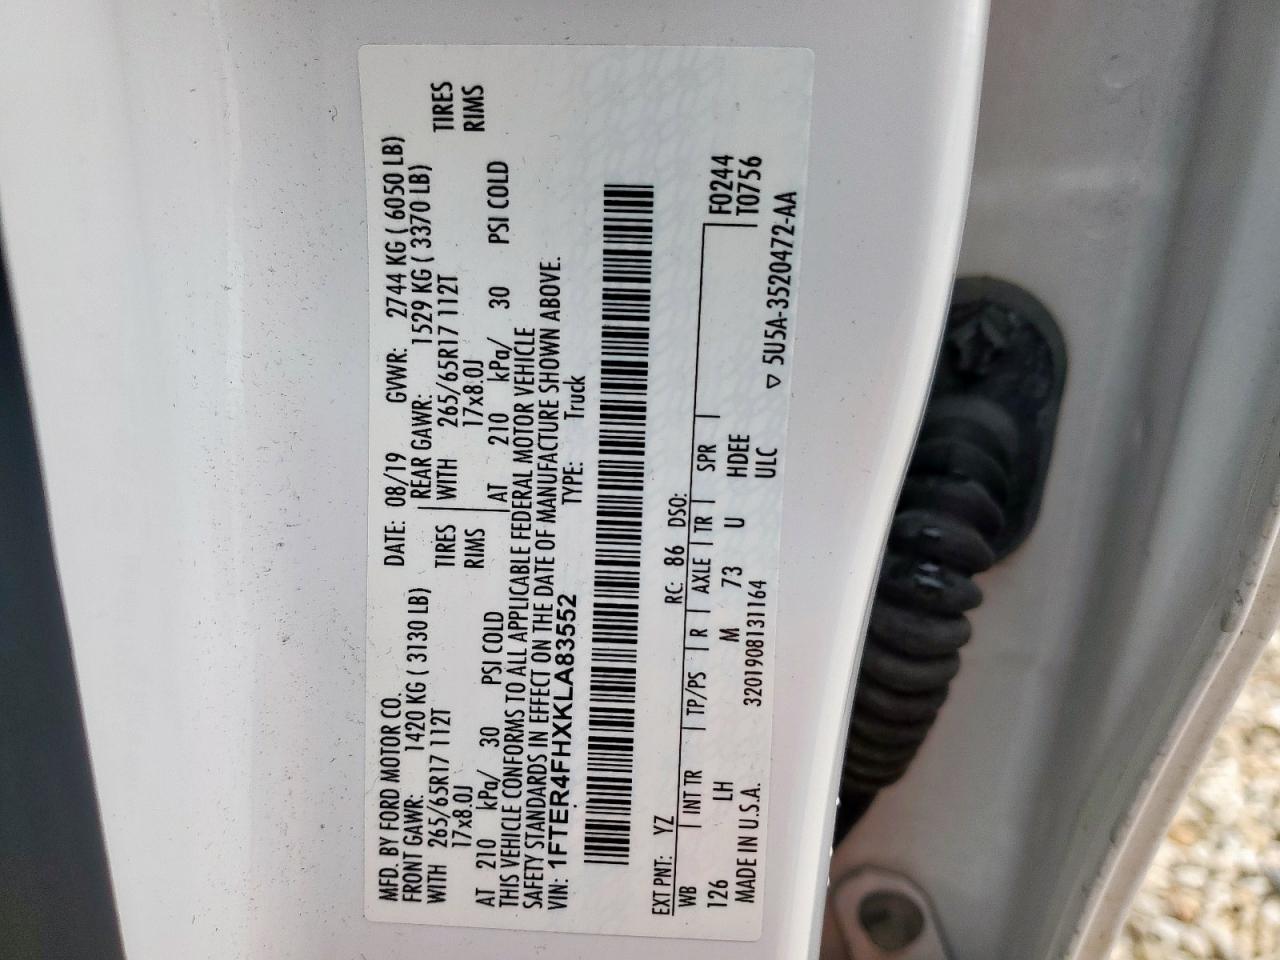 MFD. BY FORD MOTOR CO.
DATE: 08/19 GVWR: 2744 KG ( 6050 LB)
FRONT GAWR: 1420 KG ( 3130 LB) REAR GAWR: 1529 KG ( 3370 LB)
WITH 265/65R17 112T TIRES WITH 265/65R17 112T TIRES
17x8.0J RIMS 17x8.0J RIMS
AT 210 kPa/ 30 PSI COLD AT 210 kPa/ 30 PSI COLD
THIS VEHICLE CONFORMS TO ALL APPLICABLE FEDERAL MOTOR VEHICLE
SAFETY STANDARDS IN EFFECT ON THE DATE OF MANUFACTURE SHOWN ABOVE.
VIN: 1FTER4FHXKLA83552 TYPE: Truck
EXT PNT: YZ RC: 86 DSO:
WB INT TR TP/PS R AXLE TR SPR F0244
126 LH M 73 U HDEE T0756
MADE IN U.S.A. 3201908131164 ULC ▽ 5U5A-3520472-AA